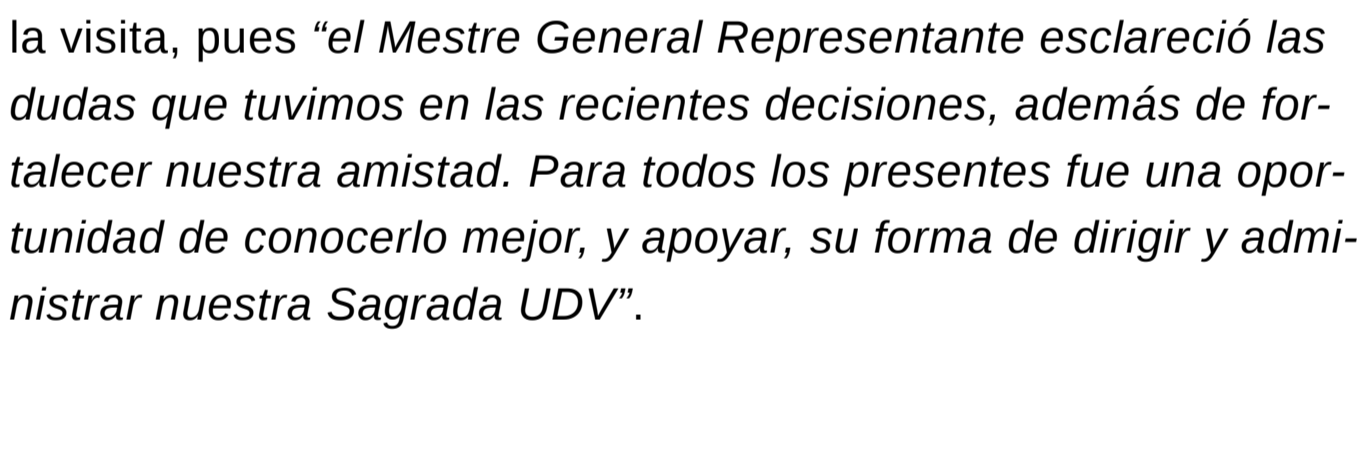 la visita, pues “el Mestre General Representante esclareció las
dudas que tuvimos en las recientes decisiones, además de for-
talecer nuestra amistad. Para todos los presentes fue una opor-
tunidad de conocerlo mejor, y apoyar, su forma de dirigir y admi-
nistrar nuestra Sagrada UDV”.